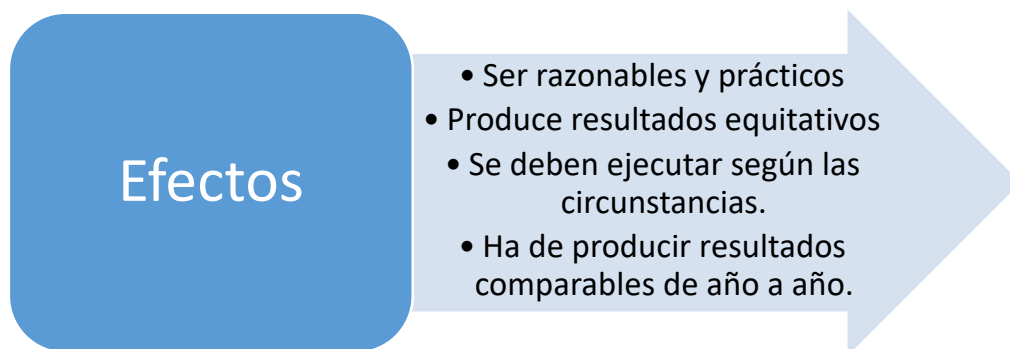 Efectos
• Ser razonables y prácticos
• Produce resultados equitativos
• Se deben ejecutar según las
circunstancias.
• Ha de producir resultados
comparables de año a año.